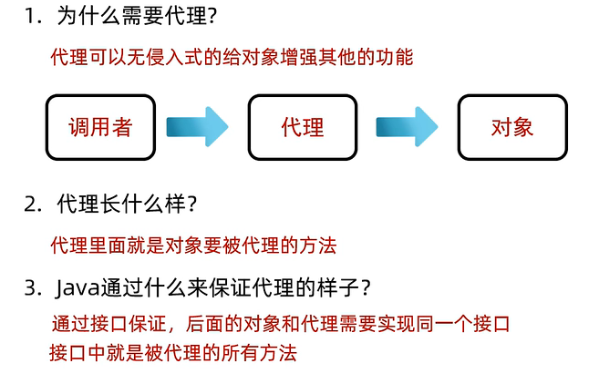 1. 为什么需要代理?
代理可以无侵入式的给对象增强其他的功能
调用者 代理 对象
2. 代理长什么样?
代理里面就是对象要被代理的方法
3. Java通过什么来保证代理的样子?
通过接口保证，后面的对象和代理需要实现同一个接口
接口中就是被代理的所有方法